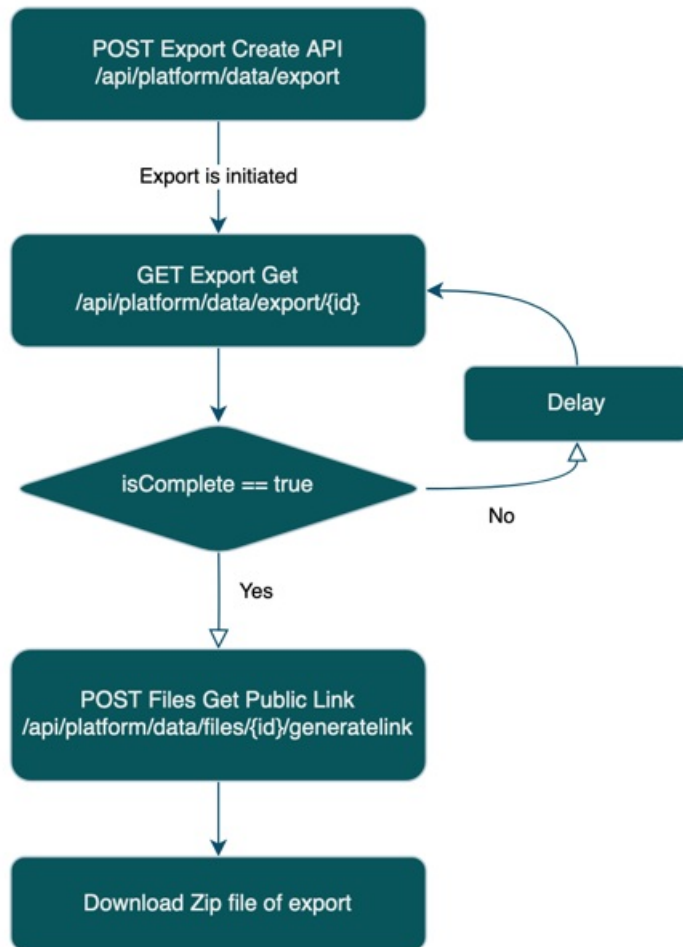 POST Export Create API
/api/platform/data/export
Export is initiated
GET Export Get
/api/platform/data/export/{id}
Delay
isComplete == true
No
Yes
POST Files Get Public Link
/api/platform/data/files/{id}/generatelink
Download Zip file of export